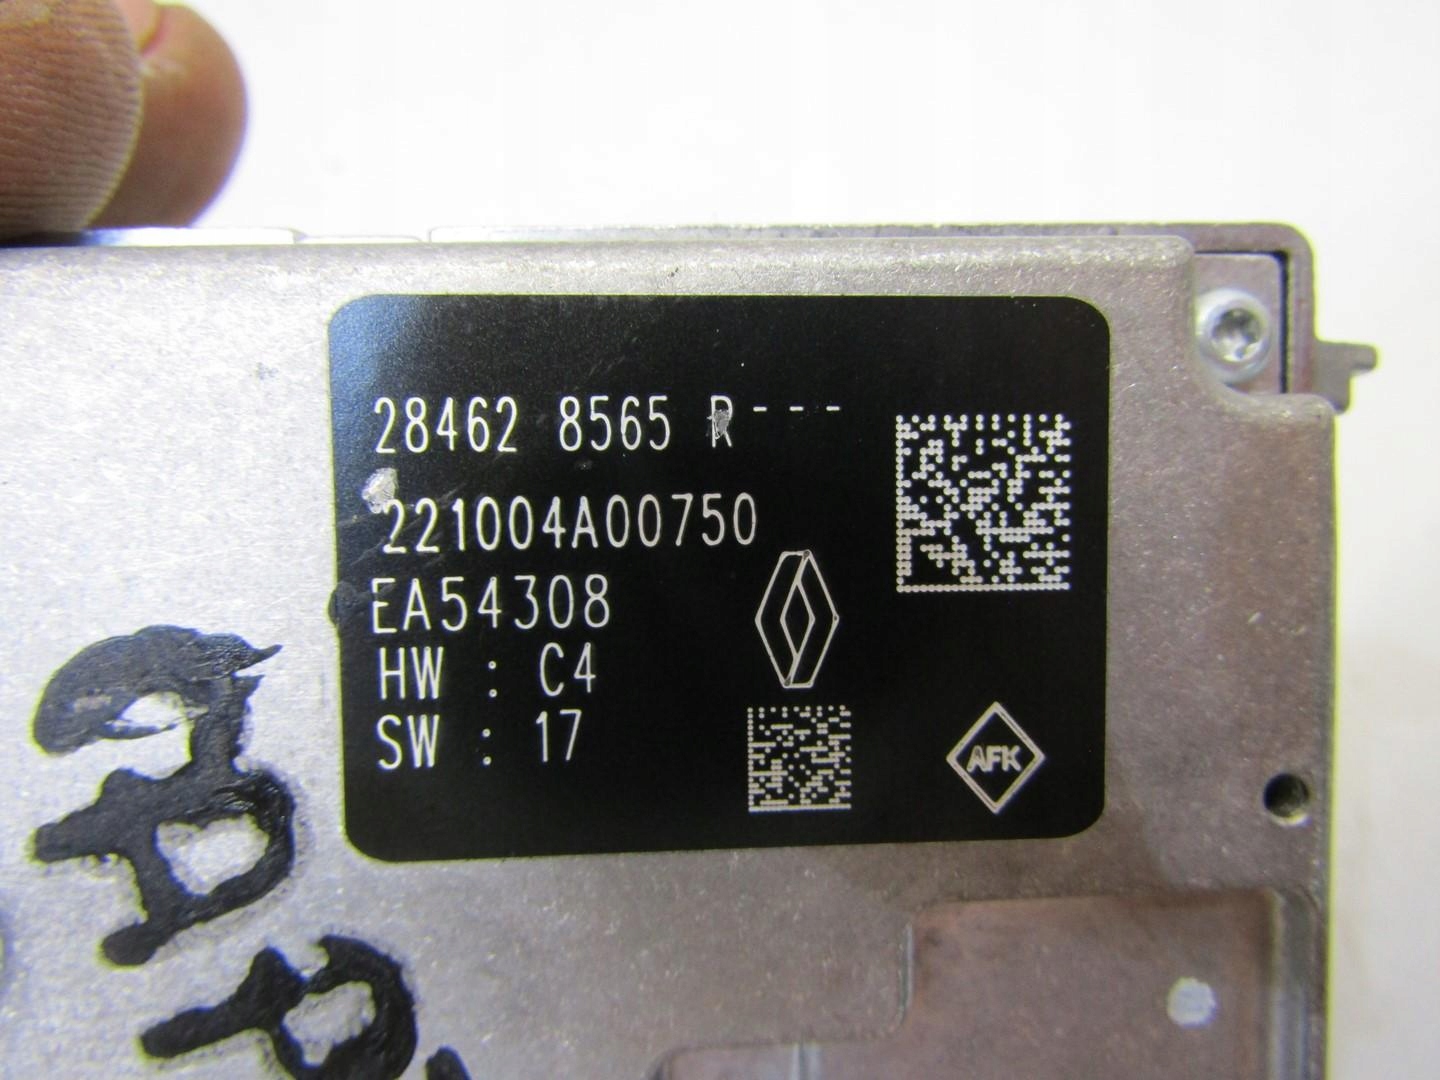 28462 8565 R---
221004A00750
EA54308
HW : C4
SW : 17
AFK